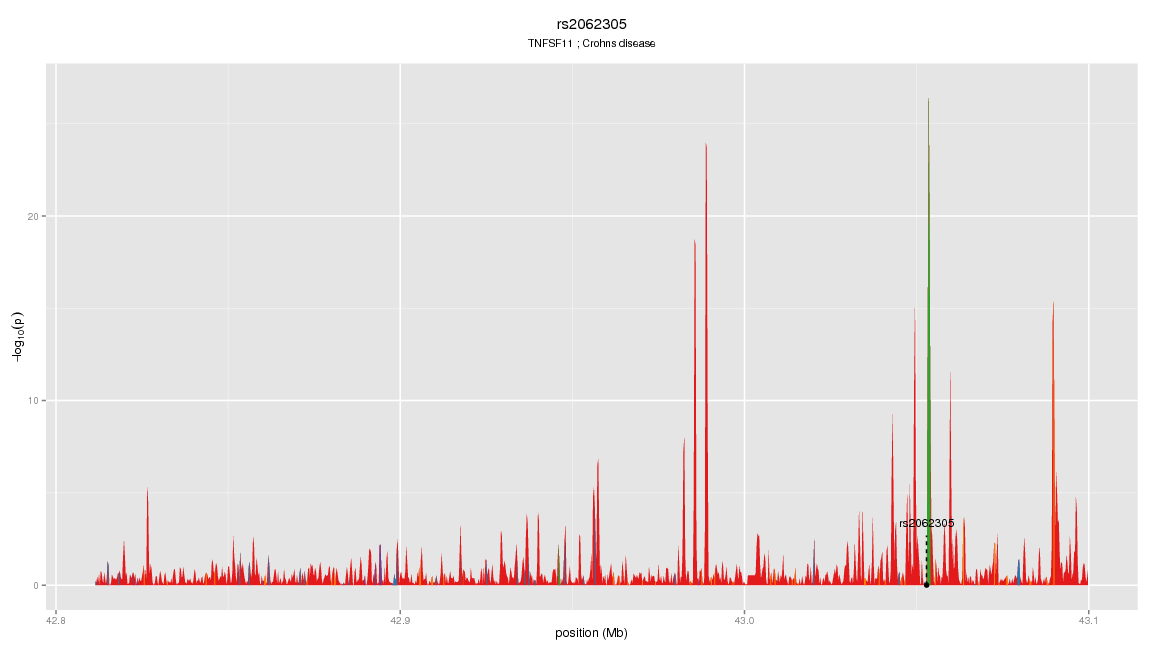 rs2062305
TNFSF11 ; Crohns disease
−log10(p)
20
10
0
rs2062305
42.8
42.9
43.0
43.1
position (Mb)